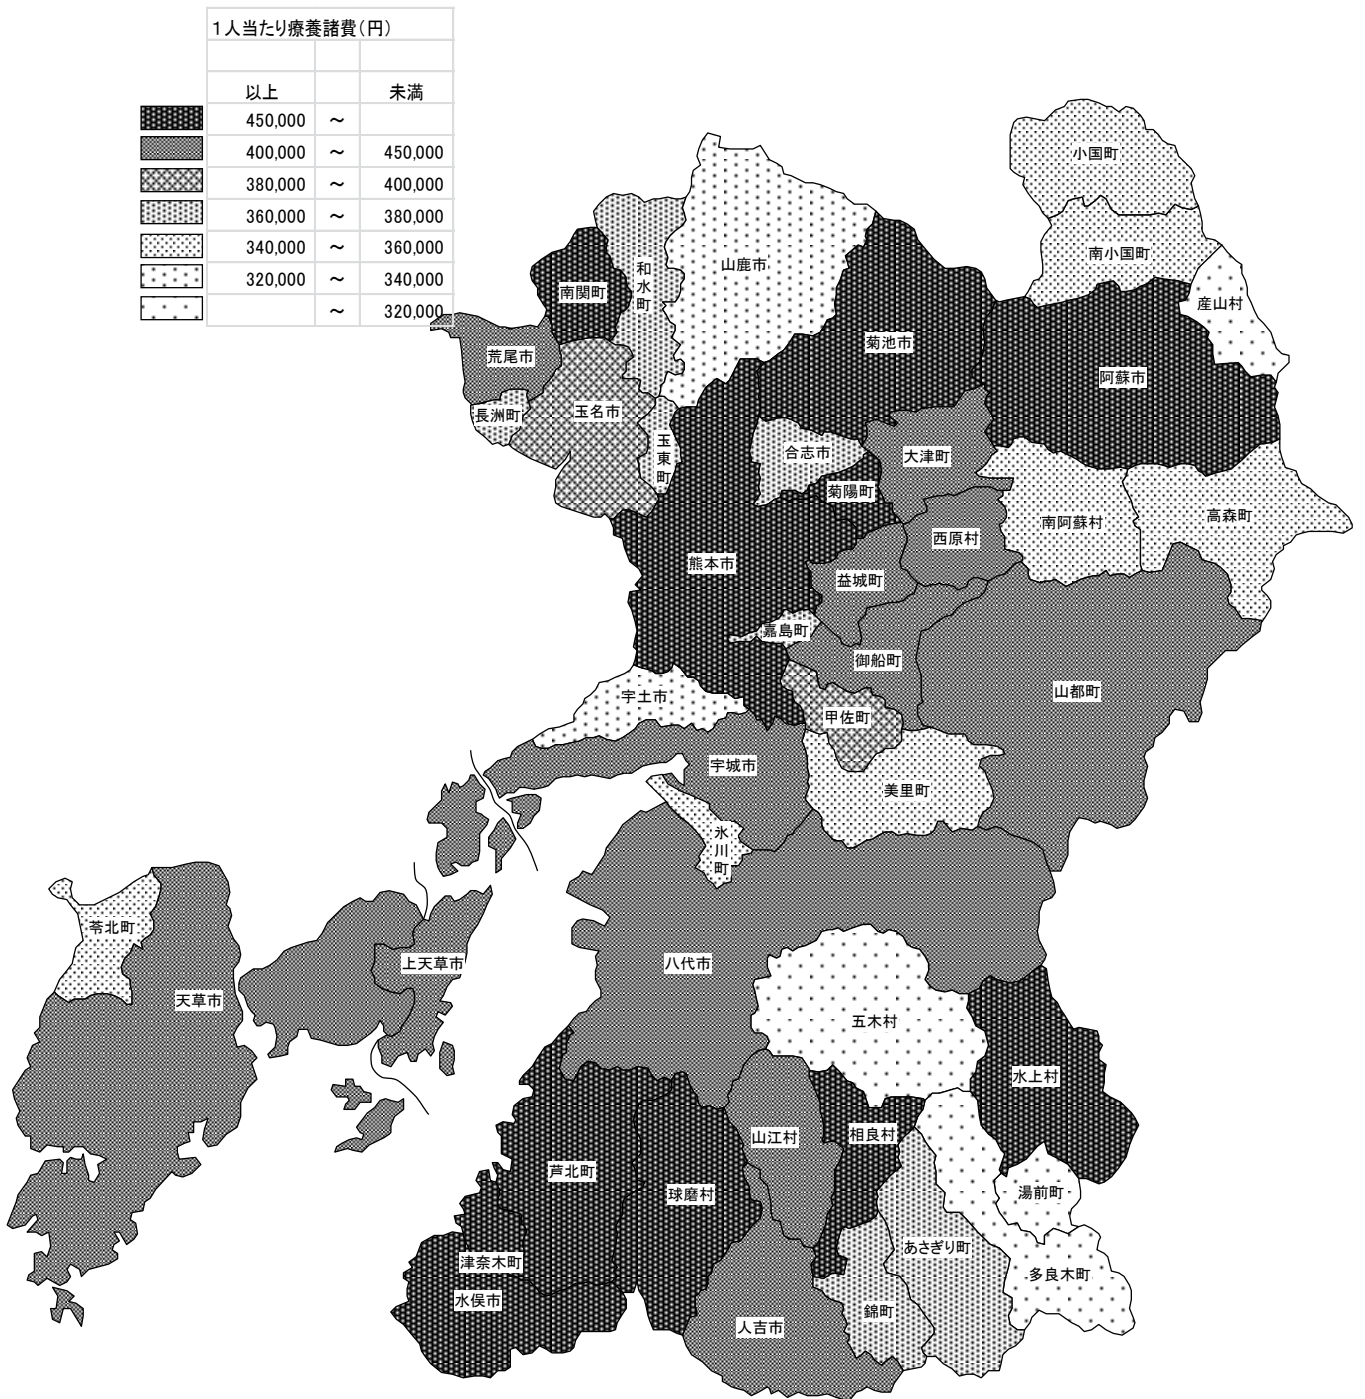 1人当たり療養諸費(円)
以上 未満
450,000 ～
400,000 ～ 450,000
380,000 ～ 400,000
360,000 ～ 380,000
340,000 ～ 360,000
320,000 ～ 340,000
～ 320,000
小国町
南小国町
産山村
山鹿市
和水町
南関町
荒尾市
長洲町
玉名市
玉東町
菊池市
阿蘇市
合志市
大津町
菊陽町
南阿蘇村
高森町
西原村
熊本市
益城町
嘉島町
御船町
山都町
宇土市
甲佐町
宇城市
美里町
氷川町
苓北町
上天草市
天草市
八代市
五木村
水上村
山江村
相良村
芦北町
球磨村
湯前町
津奈木町
あさぎり町
多良木町
水俣市
錦町
人吉市